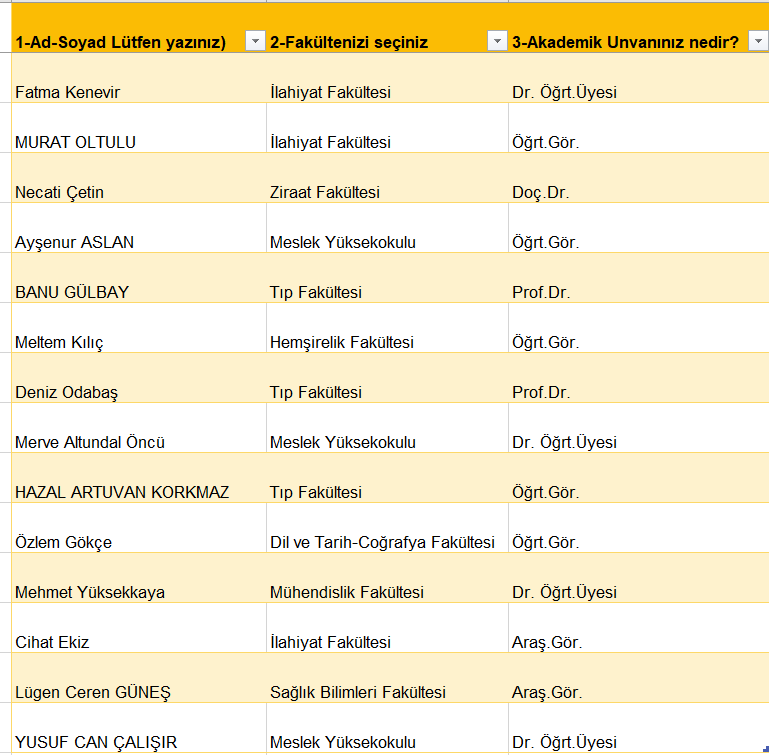 1-Ad-Soyad Lütfen yazınız) 2-Fakültenizi seçiniz 3-Akademik Unvanınız nedir?
Fatma Kenevir İlahiyat Fakültesi Dr. Öğrt.Üyesi
MURAT OLTULU İlahiyat Fakültesi Öğrt.Gör.
Necati Çetin Ziraat Fakültesi Doç.Dr.
Ayşenur ASLAN Meslek Yüksekokulu Öğrt.Gör.
BANU GÜLBAY Tıp Fakültesi Prof.Dr.
Meltem Kılıç Hemşirelik Fakültesi Öğrt.Gör.
Deniz Odabaş Tıp Fakültesi Prof.Dr.
Merve Altundal Öncü Meslek Yüksekokulu Dr. Öğrt.Üyesi
HAZAL ARTUVAN KORKMAZ Tıp Fakültesi Öğrt.Gör.
Özlem Gökçe Dil ve Tarih-Coğrafya Fakültesi Öğrt.Gör.
Mehmet Yüksekkaya Mühendislik Fakültesi Dr. Öğrt.Üyesi
Cihat Ekiz İlahiyat Fakültesi Araş.Gör.
Lügen Ceren GÜNEŞ Sağlık Bilimleri Fakültesi Araş.Gör.
YUSUF CAN ÇALIŞIR Meslek Yüksekokulu Dr. Öğrt.Üyesi